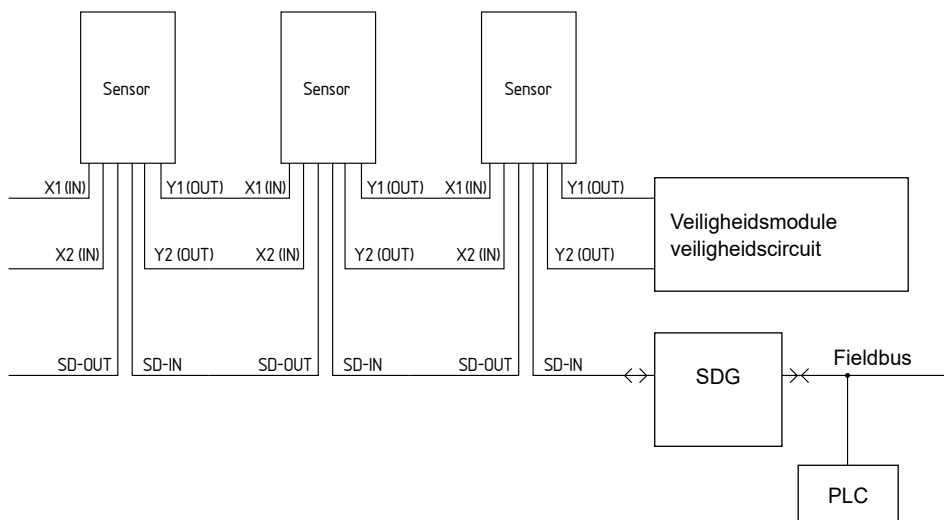 Sensor
Sensor
Sensor
X1 (IN)
Y1 (OUT)
X1 (IN)
Y1 (OUT)
X1 (IN)
Y1 (OUT)
Veiligheidsmodule
veiligheidscircuit
X2 (IN)
Y2 (OUT)
X2 (IN)
Y2 (OUT)
X2 (IN)
Y2 (OUT)
SD-OUT
SD-IN
SD-OUT
SD-IN
SD-OUT
SD-IN
SDG
Fieldbus
PLC